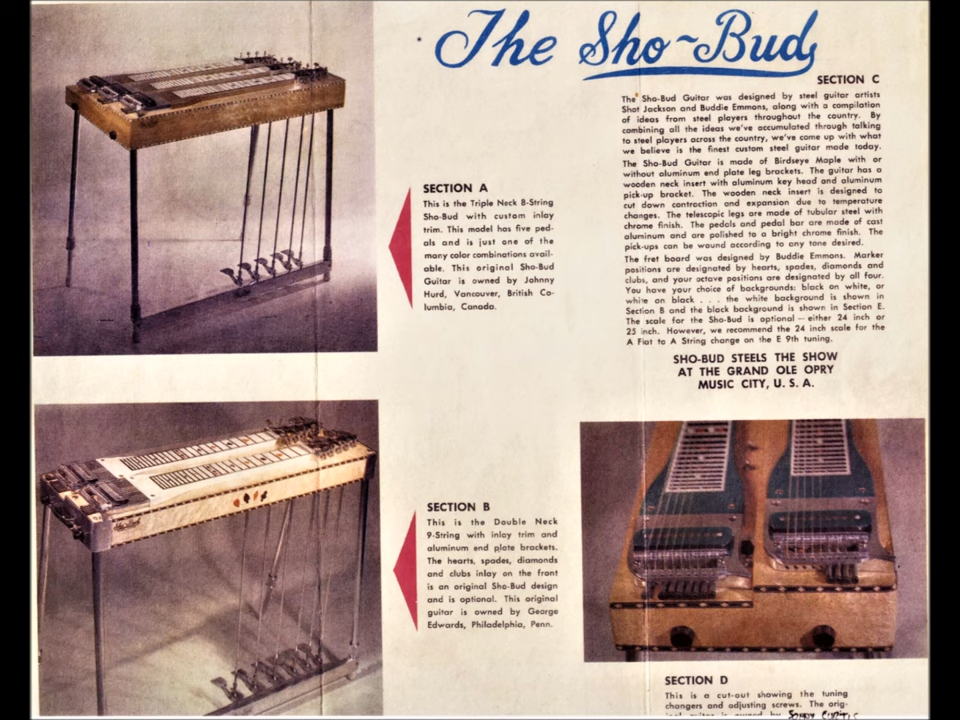 The Sho~Bud
SECTION C
The Sho-Bud Guitar was designed by steel guitar artists
Shot Jackson and Buddie Emmons, along with a compilation
of ideas from steel players throughout the country. By
combining all the ideas we've accumulated through talking
to steel players across the country, we've come up with what
we believe is the finest custom steel guitar made today.
The Sho-Bud Guitar is made of Birdseye Maple with or
without aluminum end plate leg brackets. The guitar has a
wooden neck insert with aluminum key head and aluminum
pick-up bracket. The wooden neck insert is designed to
cut down contraction and expansion due to temperature
changes. The telescopic legs are made of tubular steel with
chrome finish. The pedals and pedal bar are made of cast
aluminum and are polished to a bright chrome finish. The
pick-ups can be wound according to any tone desired.
The fret board was designed by Buddie Emmons. Marker
positions are designated by hearts, spades, diamonds and
clubs, and your octave positions are designated by all four.
You have your choice of backgrounds: black on white, or
white on black . . . the white background is shown in
Section B and the black background is shown in Section E.
The scale for the Sho-Bud is optional — either 24 inch or
25 inch. However, we recommend the 24 inch scale for the
A Flat to A String change on the E 9th tuning.
SHO-BUD STEELS THE SHOW
AT THE GRAND OLE OPRY
MUSIC CITY, U. S. A.
SECTION A
This is the Triple Neck 8-String
Sho-Bud with custom inlay
trim. This model has five ped-
als and is just one of the
many color combinations avail-
able. This original Sho-Bud
Guitar is owned by Johnny
Hurd, Vancouver, British Co-
lumbia, Canada.
SECTION B
This is the Double Neck
9-String with inlay trim and
aluminum end plate brackets.
The hearts, spades, diamonds
and clubs inlay on the front
is an original Sho-Bud design
and is optional. This original
guitar is owned by George
Edwards, Philadelphia, Penn.
SECTION D
This is a cut-out showing the tuning
changers and adjusting screws. The orig-
inal guitar is owned by Sonny Curtis